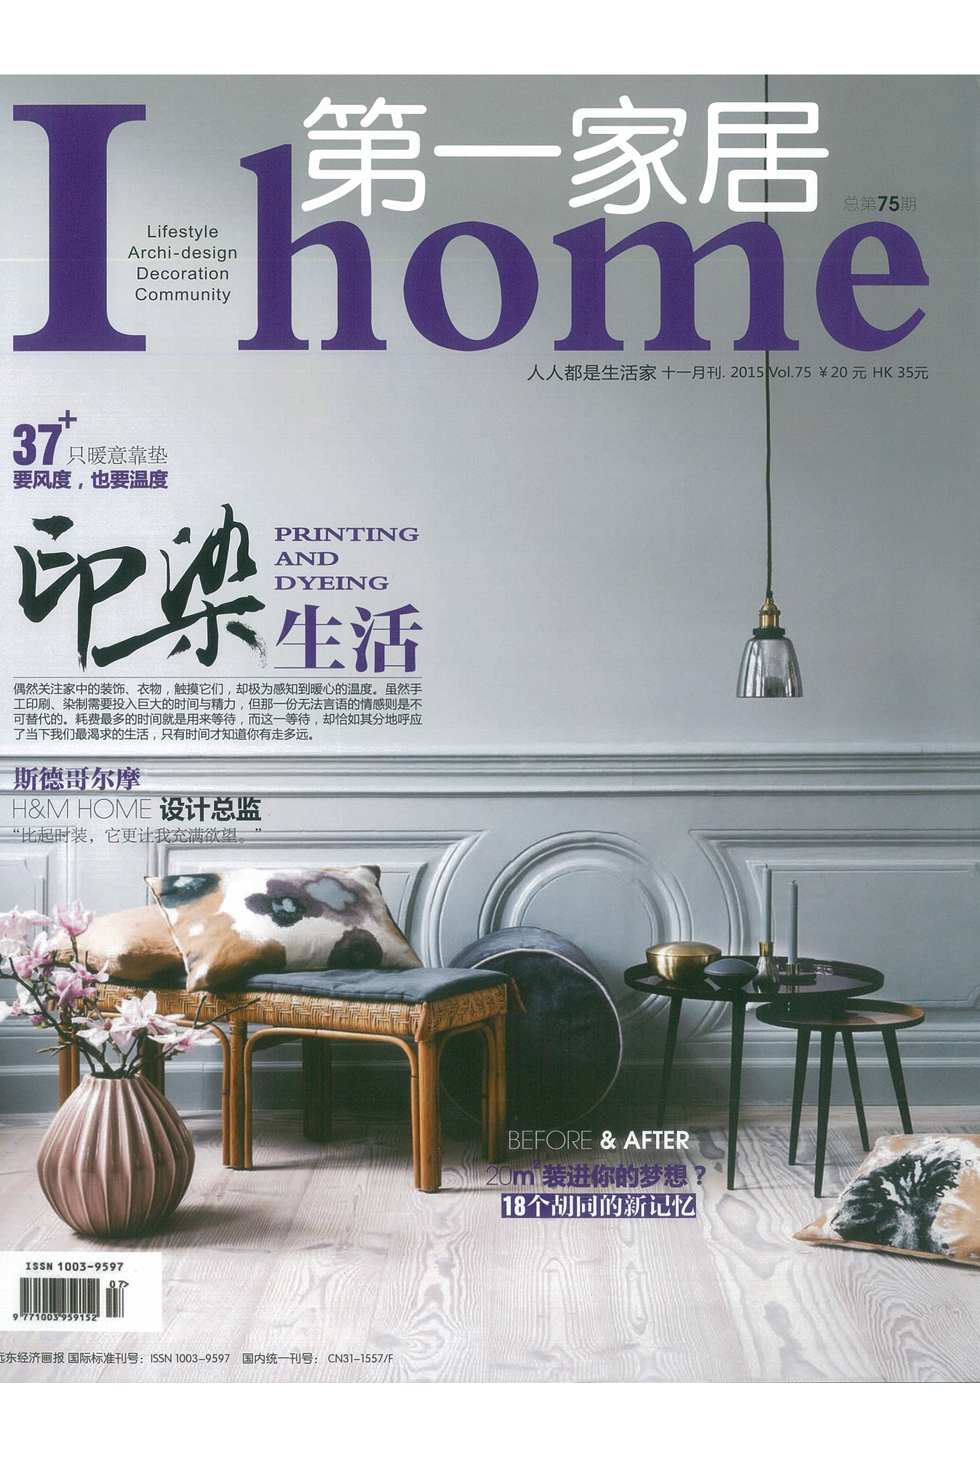 第一家居
I home
总第75期
Lifestyle
Archi-design
Decoration
Community
人人都是生活家 十一月刊. 2015 Vol.75 ￥20 元 HK 35元
37+只暖意靠垫
要风度，也要温度
印染
PRINTING
AND
DYEING
生活
偶然关注家中的装饰、衣物，触摸它们，却极为感知到暖心的温度。虽然手
工印刷、染制需要投入巨大的时间与精力，但那一份无法言语的情感则是不
可替代的。耗费最多的时间就是用来等待，而这一等待，却恰如其分地呼应
了当下我们最渴求的生活，只有时间才知道你有走多远。
斯德哥尔摩
H&M HOME 设计总监
“比起时装，它更让我充满欲望。”
BEFORE & AFTER
20m²装进你的梦想？
18个胡同的新记忆
ISSN 1003-9597
07>
9 771003 959152
远东经济画报 国际标准刊号：ISSN 1003-9597 国内统一刊号：CN31-1557/F